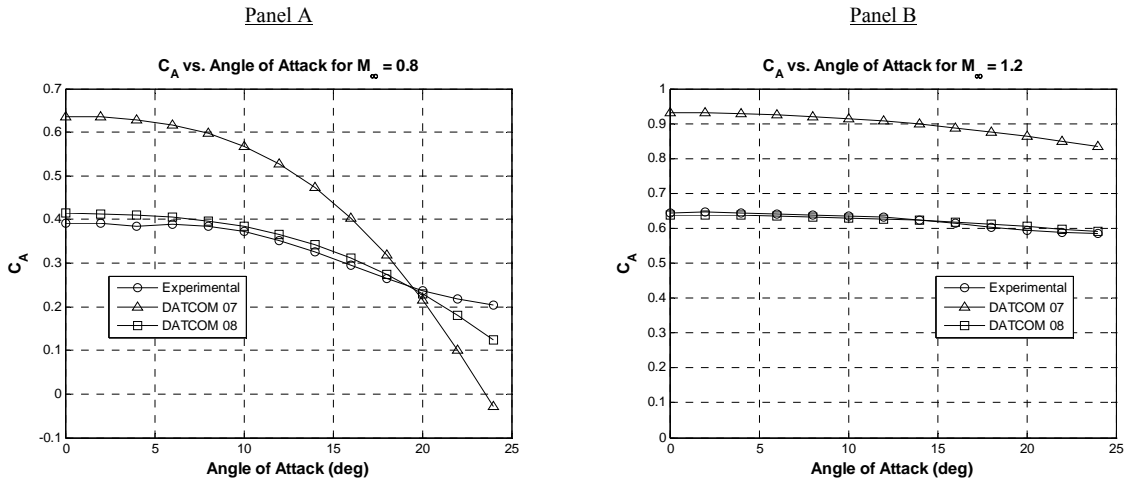 Panel A
C_A vs. Angle of Attack for M_∞ = 0.8
0.7
0.6
0.5
0.4
0.3
0.2
0.1
0
-0.1
C_A
Experimental
DATCOM 07
DATCOM 08
0 5 10 15 20 25
Angle of Attack (deg)
Panel B
C_A vs. Angle of Attack for M_∞ = 1.2
1
0.9
0.8
0.7
0.6
0.5
0.4
0.3
0.2
0.1
0
C_A
Experimental
DATCOM 07
DATCOM 08
0 5 10 15 20 25
Angle of Attack (deg)